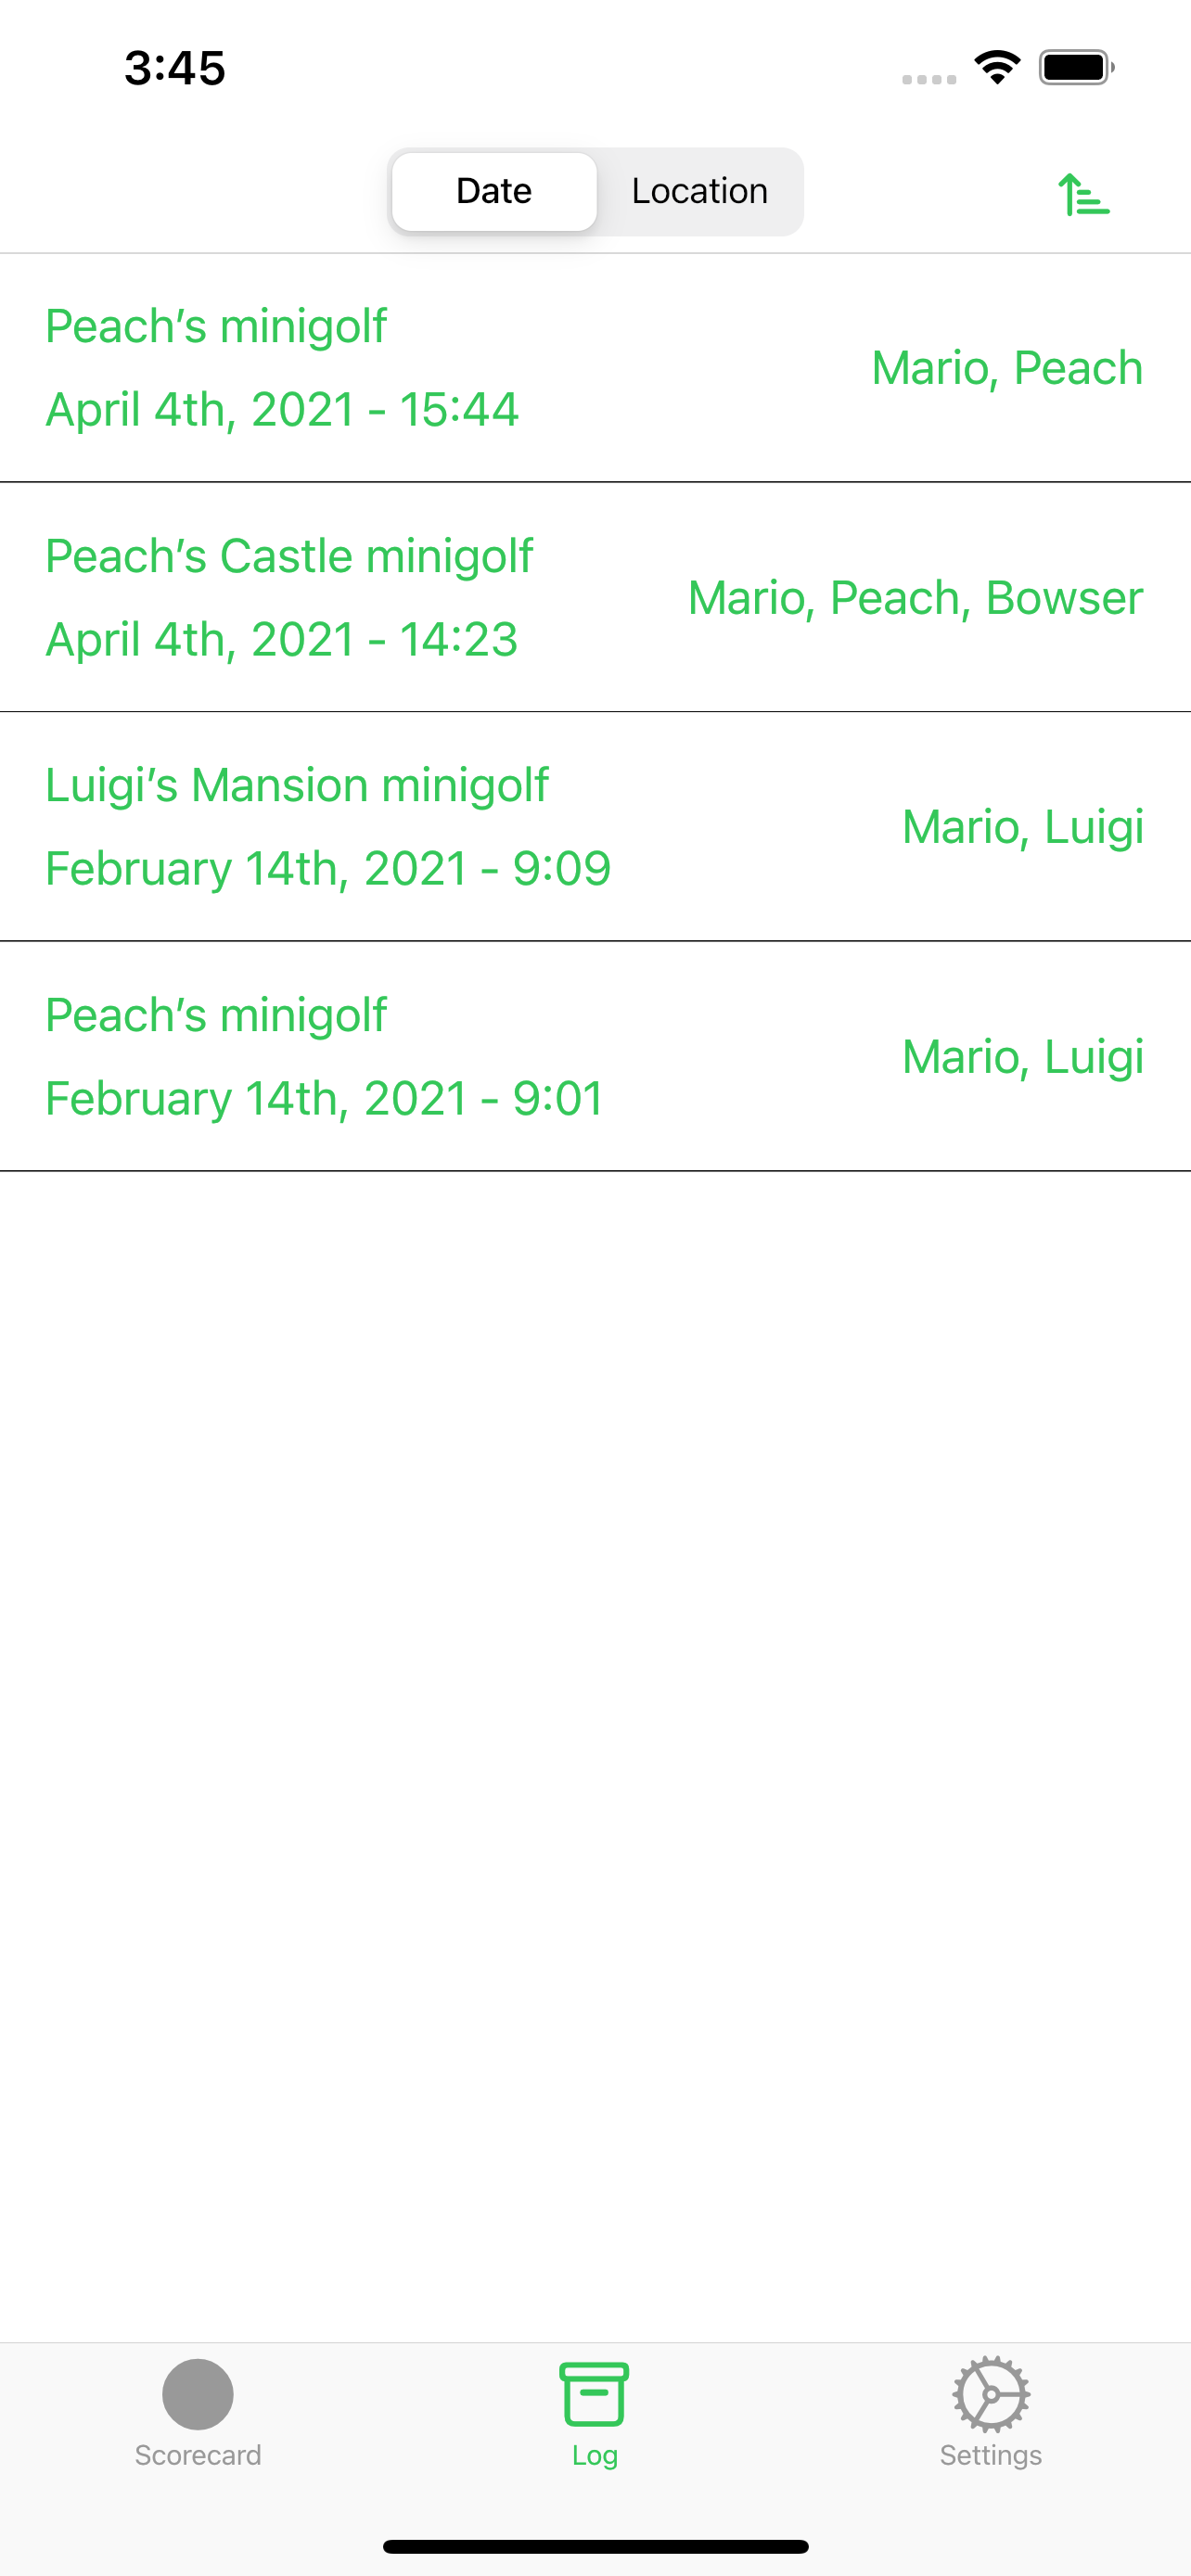 3:45
Date Location
Peach’s minigolf
Mario, Peach
April 4th, 2021 - 15:44
Peach’s Castle minigolf
Mario, Peach, Bowser
April 4th, 2021 - 14:23
Luigi’s Mansion minigolf
Mario, Luigi
February 14th, 2021 - 9:09
Peach’s minigolf
Mario, Luigi
February 14th, 2021 - 9:01
Scorecard Log Settings